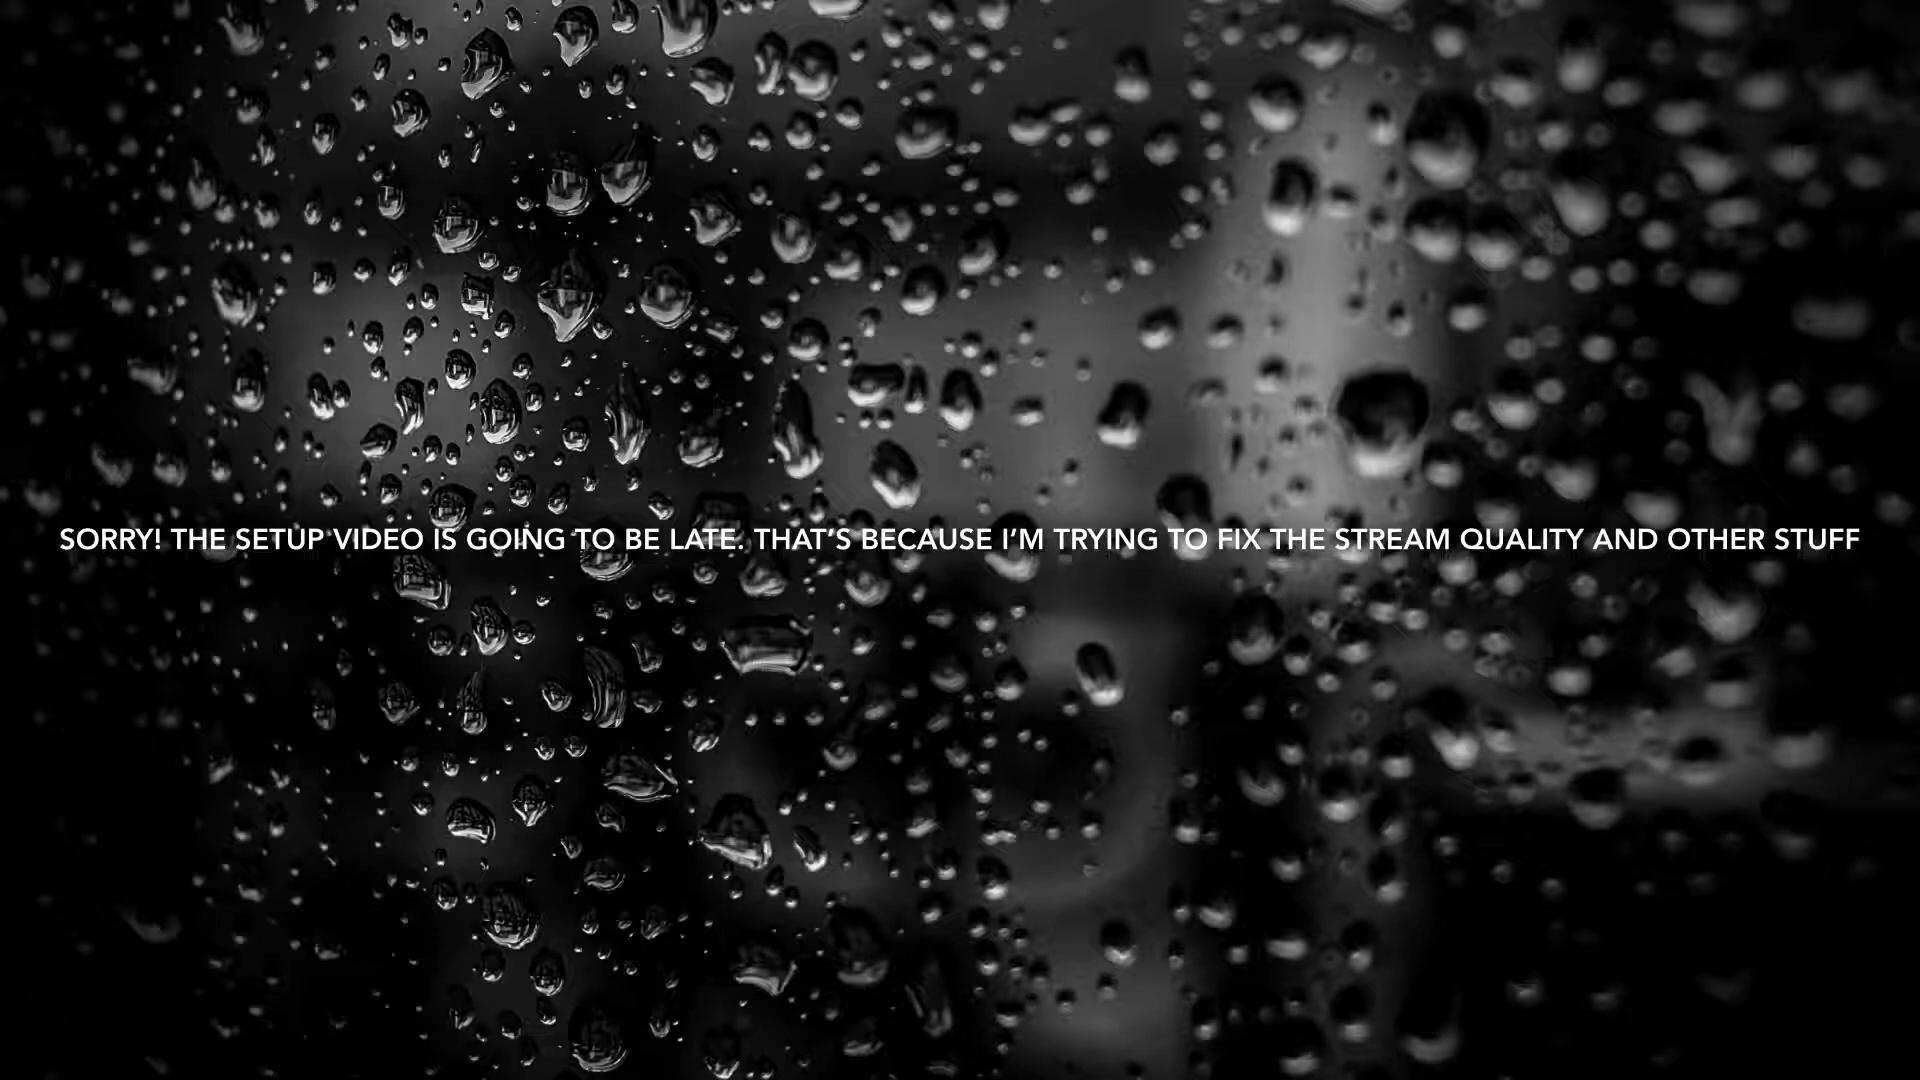 SORRY! THE SETUP VIDEO IS GOING TO BE LATE. THAT’S BECAUSE I’M TRYING TO FIX THE STREAM QUALITY AND OTHER STUFF